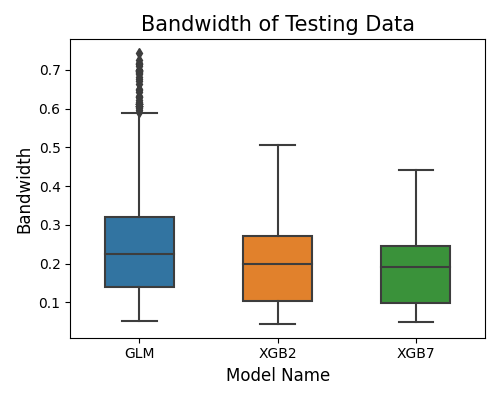 Bandwidth of Testing Data
Bandwidth
0.7
0.6
0.5
0.4
0.3
0.2
0.1
GLM
XGB2
XGB7
Model Name